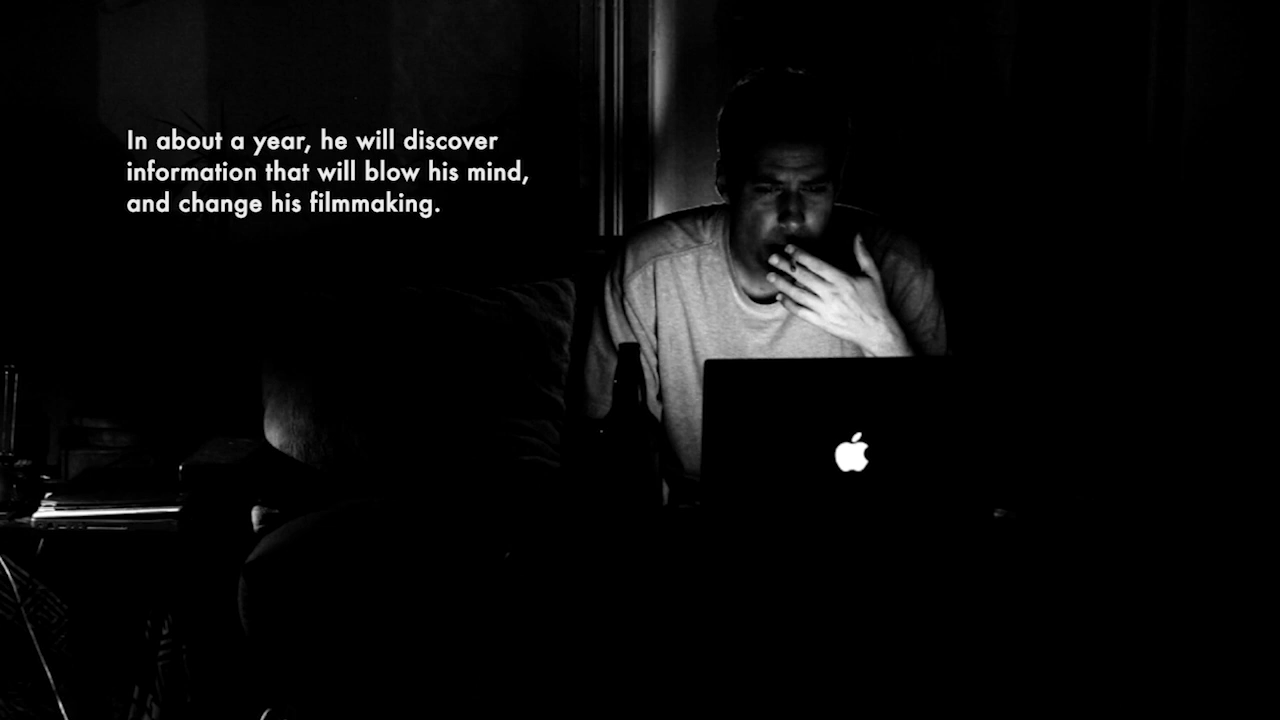 In about a year, he will discover
information that will blow his mind,
and change his filmmaking.